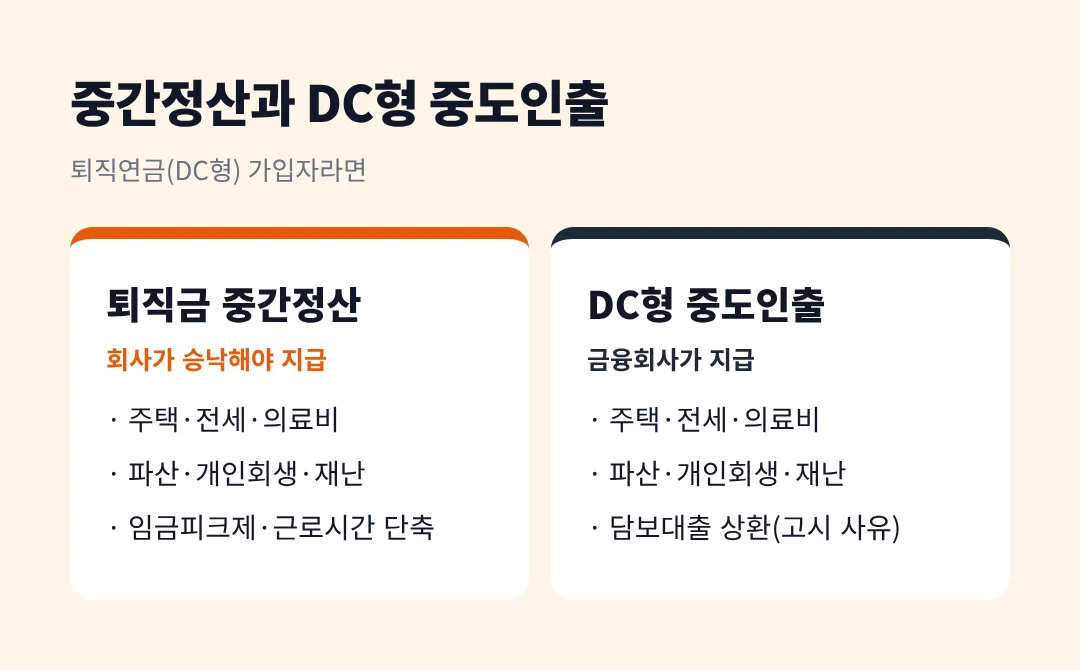 중간정산과 DC형 중도인출
퇴직연금(DC형) 가입자라면
퇴직금 중간정산
회사가 승낙해야 지급
· 주택·전세·의료비
· 파산·개인회생·재난
· 임금피크제·근로시간 단축
DC형 중도인출
금융회사가 지급
· 주택·전세·의료비
· 파산·개인회생·재난
· 담보대출 상환(고시 사유)